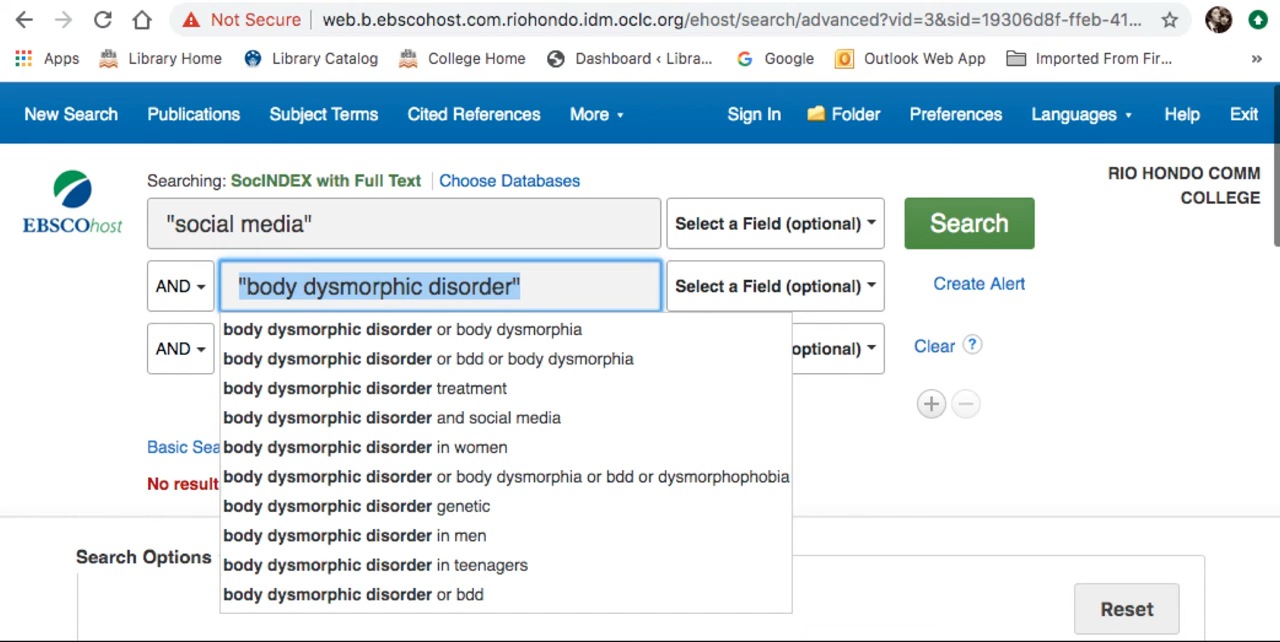 Not Secure web.b.ebscohost.com.riohondo.idm.oclc.org/ehost/search/advanced?vid=3&sid=19306d8f-ffeb-41...
Apps Library Home Library Catalog College Home Dashboard ‹ Libra... Google Outlook Web App Imported From Fir... »
New Search Publications Subject Terms Cited References More Sign In Folder Preferences Languages Help Exit
Searching: SocINDEX with Full Text Choose Databases
RIO HONDO COMM
COLLEGE
EBSCOhost
"social media" Select a Field (optional) Search
AND "body dysmorphic disorder" Select a Field (optional) Create Alert
body dysmorphic disorder or body dysmorphia
AND optional) Clear ?
body dysmorphic disorder or bdd or body dysmorphia
body dysmorphic disorder treatment
body dysmorphic disorder and social media
Basic Sea
body dysmorphic disorder in women
No result
body dysmorphic disorder or body dysmorphia or bdd or dysmorphophobia
body dysmorphic disorder genetic
body dysmorphic disorder in men
Search Options
body dysmorphic disorder in teenagers
body dysmorphic disorder or bdd
Reset